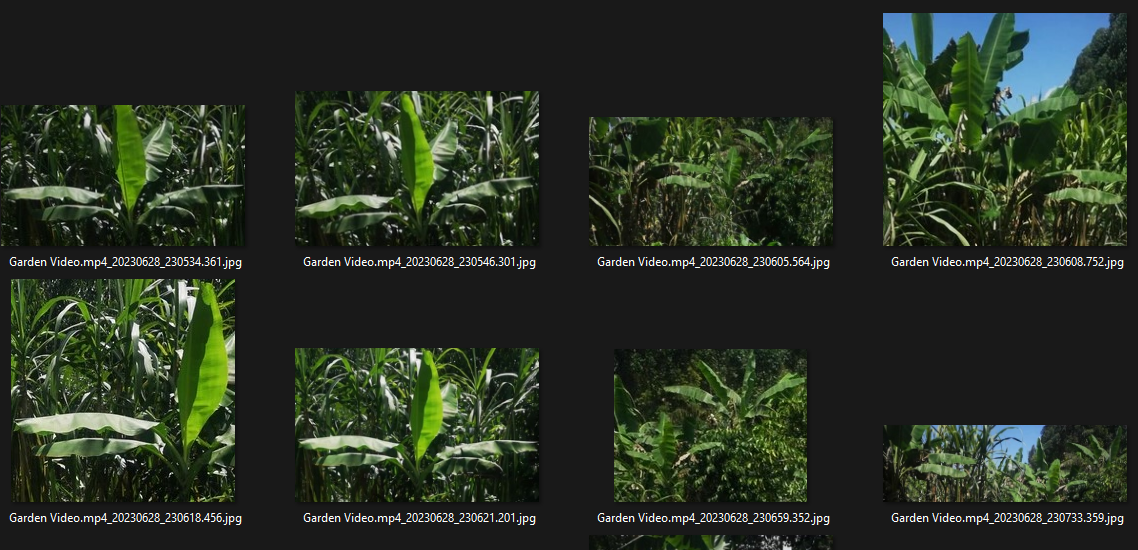 Garden Video.mp4_20230628_230534.361.jpg
Garden Video.mp4_20230628_230546.301.jpg
Garden Video.mp4_20230628_230605.564.jpg
Garden Video.mp4_20230628_230608.752.jpg
Garden Video.mp4_20230628_230618.456.jpg
Garden Video.mp4_20230628_230621.201.jpg
Garden Video.mp4_20230628_230659.352.jpg
Garden Video.mp4_20230628_230733.359.jpg